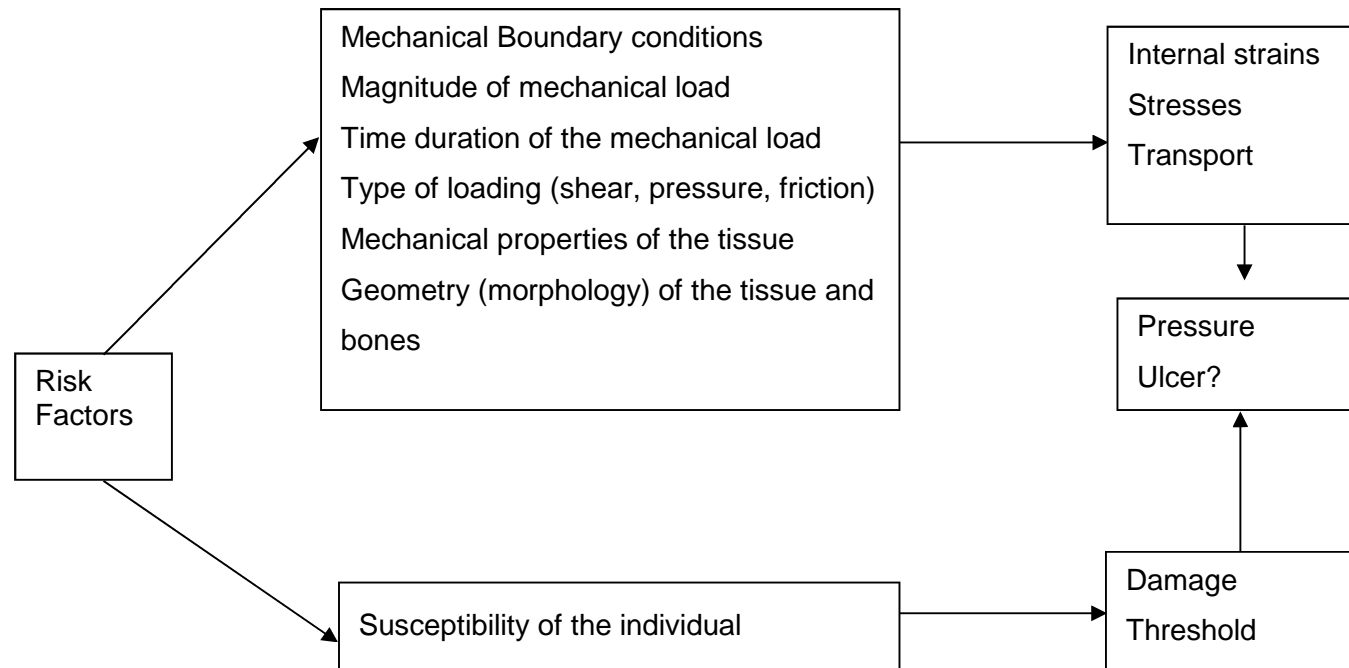 Mechanical Boundary conditions
Magnitude of mechanical load
Time duration of the mechanical load
Type of loading (shear, pressure, friction)
Mechanical properties of the tissue
Geometry (morphology) of the tissue and
bones
Internal strains
Stresses
Transport
Pressure
Ulcer?
Risk
Factors
Susceptibility of the individual
Damage
Threshold